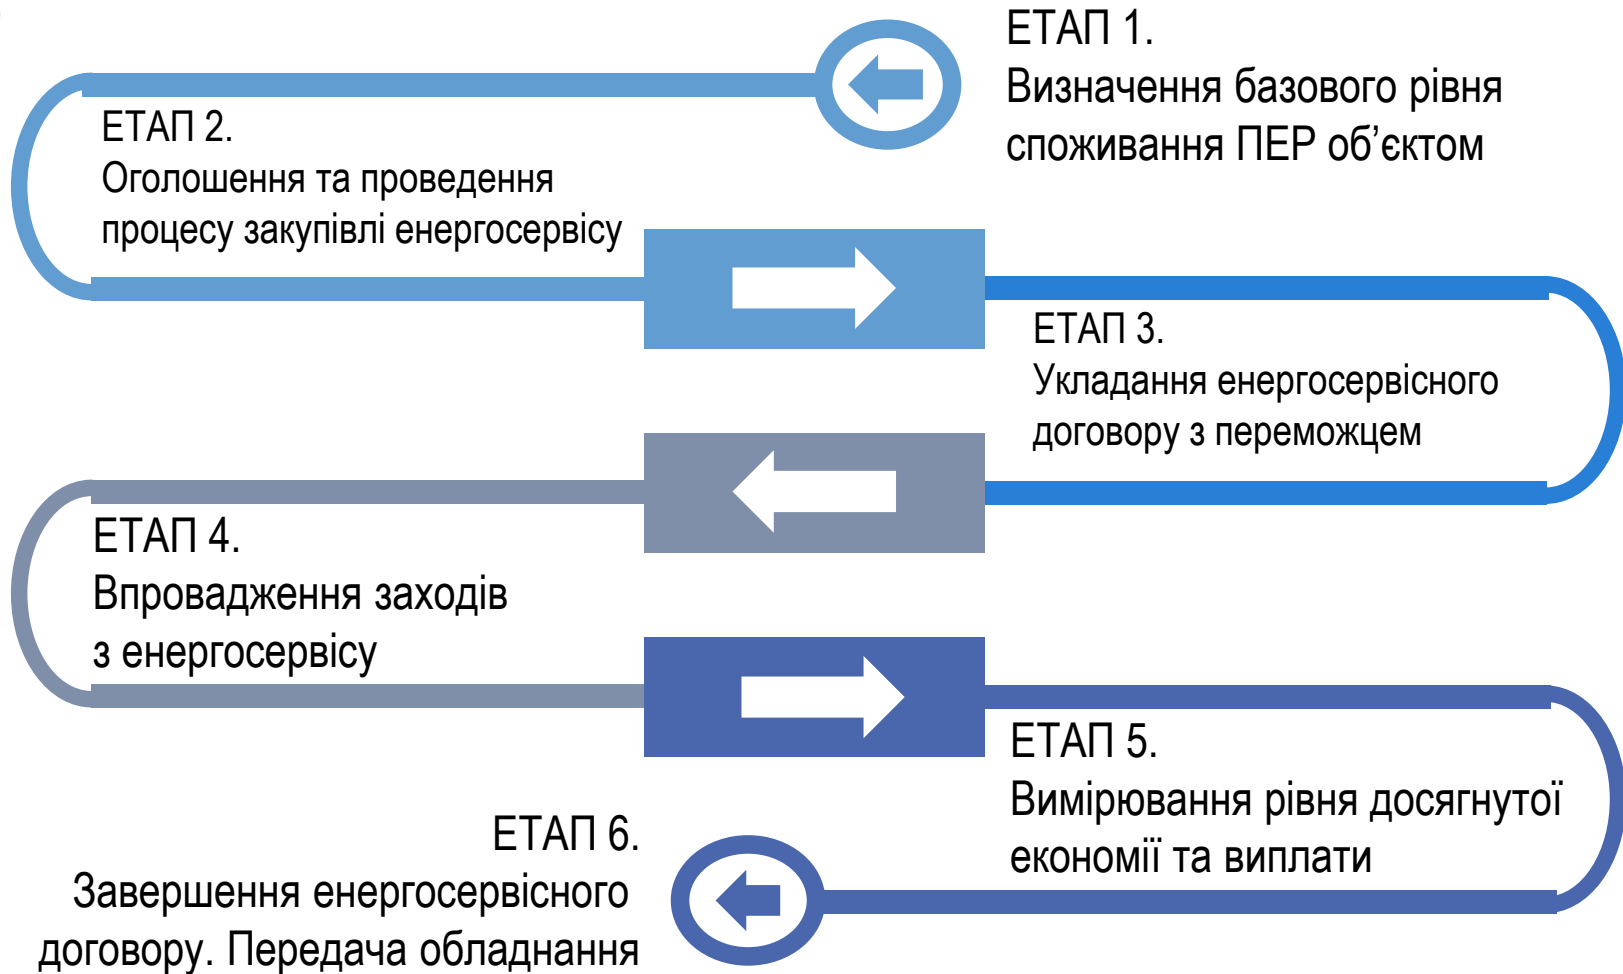 ЕТАП 1.
Визначення базового рівня
споживання ПЕР об’єктом
ЕТАП 2.
Оголошення та проведення
процесу закупівлі енергосервісу
ЕТАП 3.
Укладання енергосервісного
договору з переможцем
ЕТАП 4.
Впровадження заходів
з енергосервісу
ЕТАП 5.
Вимірювання рівня досягнутої
економії та виплати
ЕТАП 6.
Завершення енергосервісного
договору. Передача обладнання